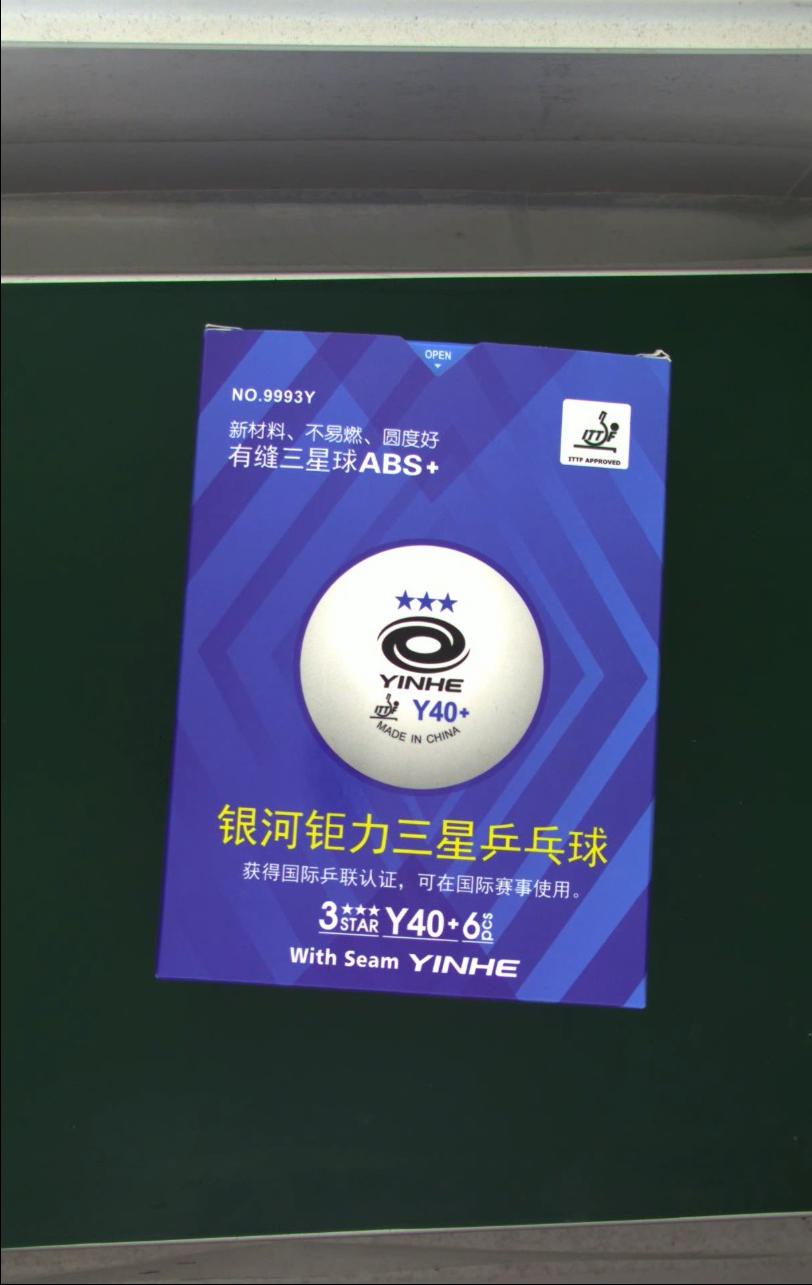 OPEN
NO.9993Y
新材料、不易燃、圆度好
有缝三星球ABS+
ITTF
ITTF APPROVED
YINHE
ITTF Y40+
MADE IN CHINA
银河钜力三星乒乓球
获得国际乒联认证，可在国际赛事使用。
3 STAR Y40+ 6pcs
With Seam YINHE